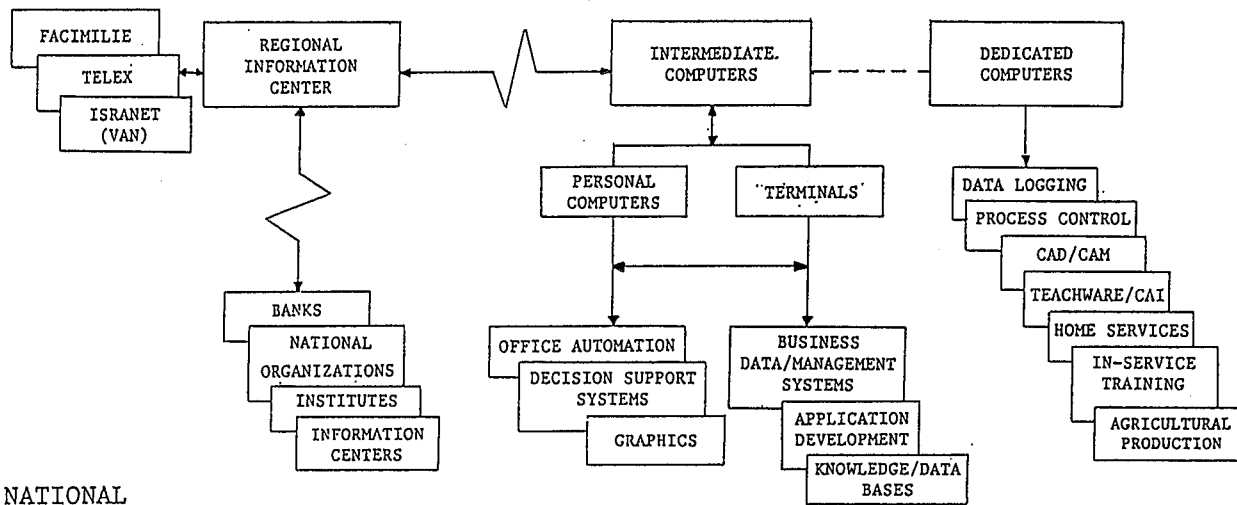 FACIMILIE
TELEX
ISRANET
(VAN)
REGIONAL
INFORMATION
CENTER
INTERMEDIATE.
COMPUTERS
DEDICATED
COMPUTERS
PERSONAL
COMPUTERS
"TERMINALS"
DATA LOGGING
PROCESS CONTROL
CAD/CAM
TEACHWARE/CAI
HOME SERVICES
IN-SERVICE
TRAINING
AGRICULTURAL
PRODUCTION
BANKS
NATIONAL
ORGANIZATIONS
INSTITUTES
INFORMATION
CENTERS
OFFICE AUTOMATION
DECISION SUPPORT
SYSTEMS
GRAPHICS
BUSINESS
DATA/MANAGEMENT
SYSTEMS
APPLICATION
DEVELOPMENT
KNOWLEDGE/DATA
BASES
NATIONAL